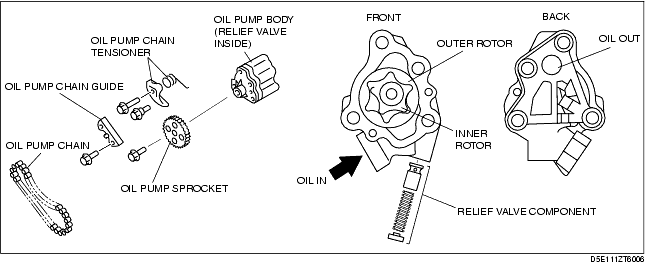 OIL PUMP BODY
(RELIEF VALVE
INSIDE)
OIL PUMP CHAIN
TENSIONER
OIL PUMP CHAIN GUIDE
OIL PUMP CHAIN
OIL PUMP SPROCKET
FRONT
BACK
OUTER ROTOR
OIL OUT
INNER
ROTOR
OIL IN
RELIEF VALVE COMPONENT
D5E111ZT6006